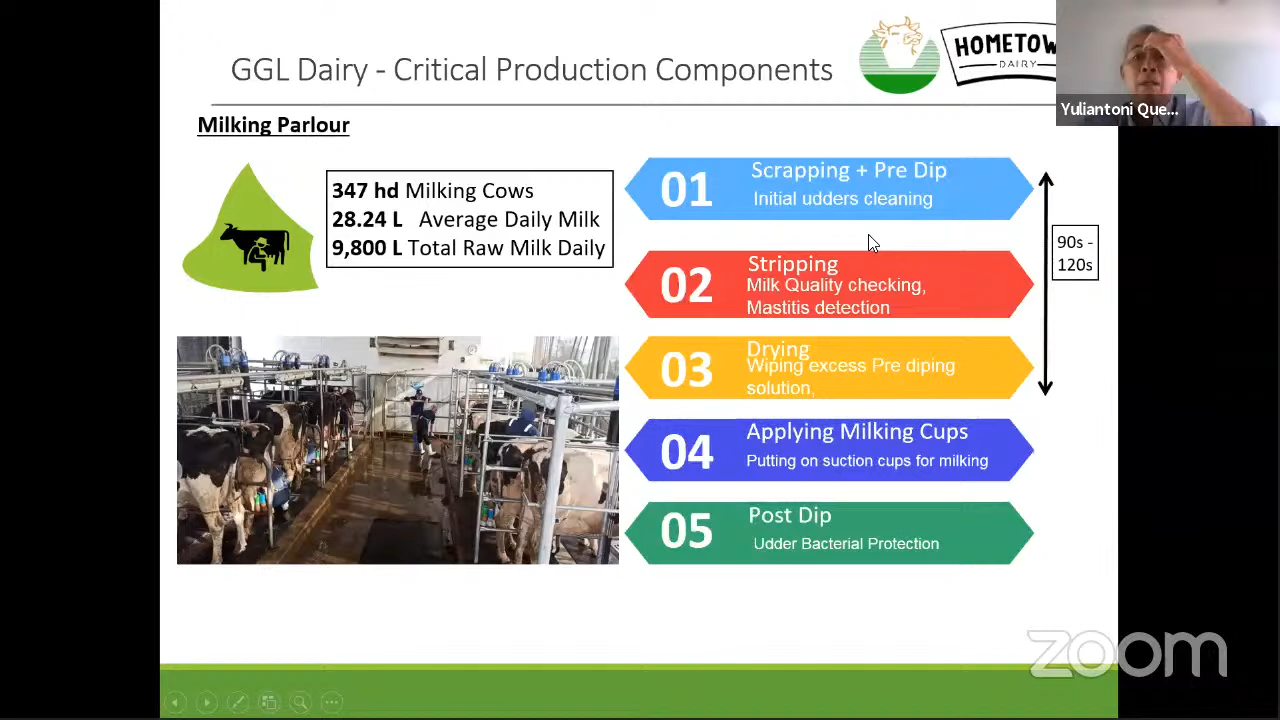 GGL Dairy - Critical Production Components
HOMETOW
DAIRY
Yuliantoni Que...
Milking Parlour
347 hd Milking Cows
28.24 L Average Daily Milk
9,800 L Total Raw Milk Daily
01
Scrapping + Pre Dip
Initial udders cleaning
02
Stripping
Milk Quality checking,
Mastitis detection
03
Drying
Wiping excess Pre diping
solution,
04
Applying Milking Cups
Putting on suction cups for milking
05
Post Dip
Udder Bacterial Protection
90s -
120s
zoom